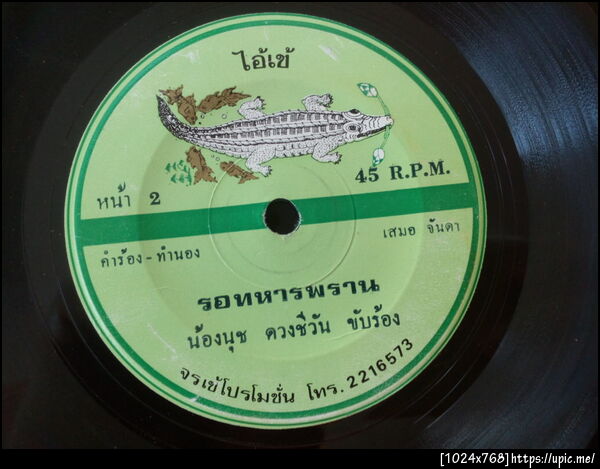 ไอ้เข้
45 R.P.M.
หน้า 2
คำร้อง - ทำนอง
เสมอ จันดา
รอทหารพราน
น้องนุช ดวงชีวัน ขับร้อง
จรเข้โปรโมชั่น โทร. 2216573
[1024x768]https://upic.me/